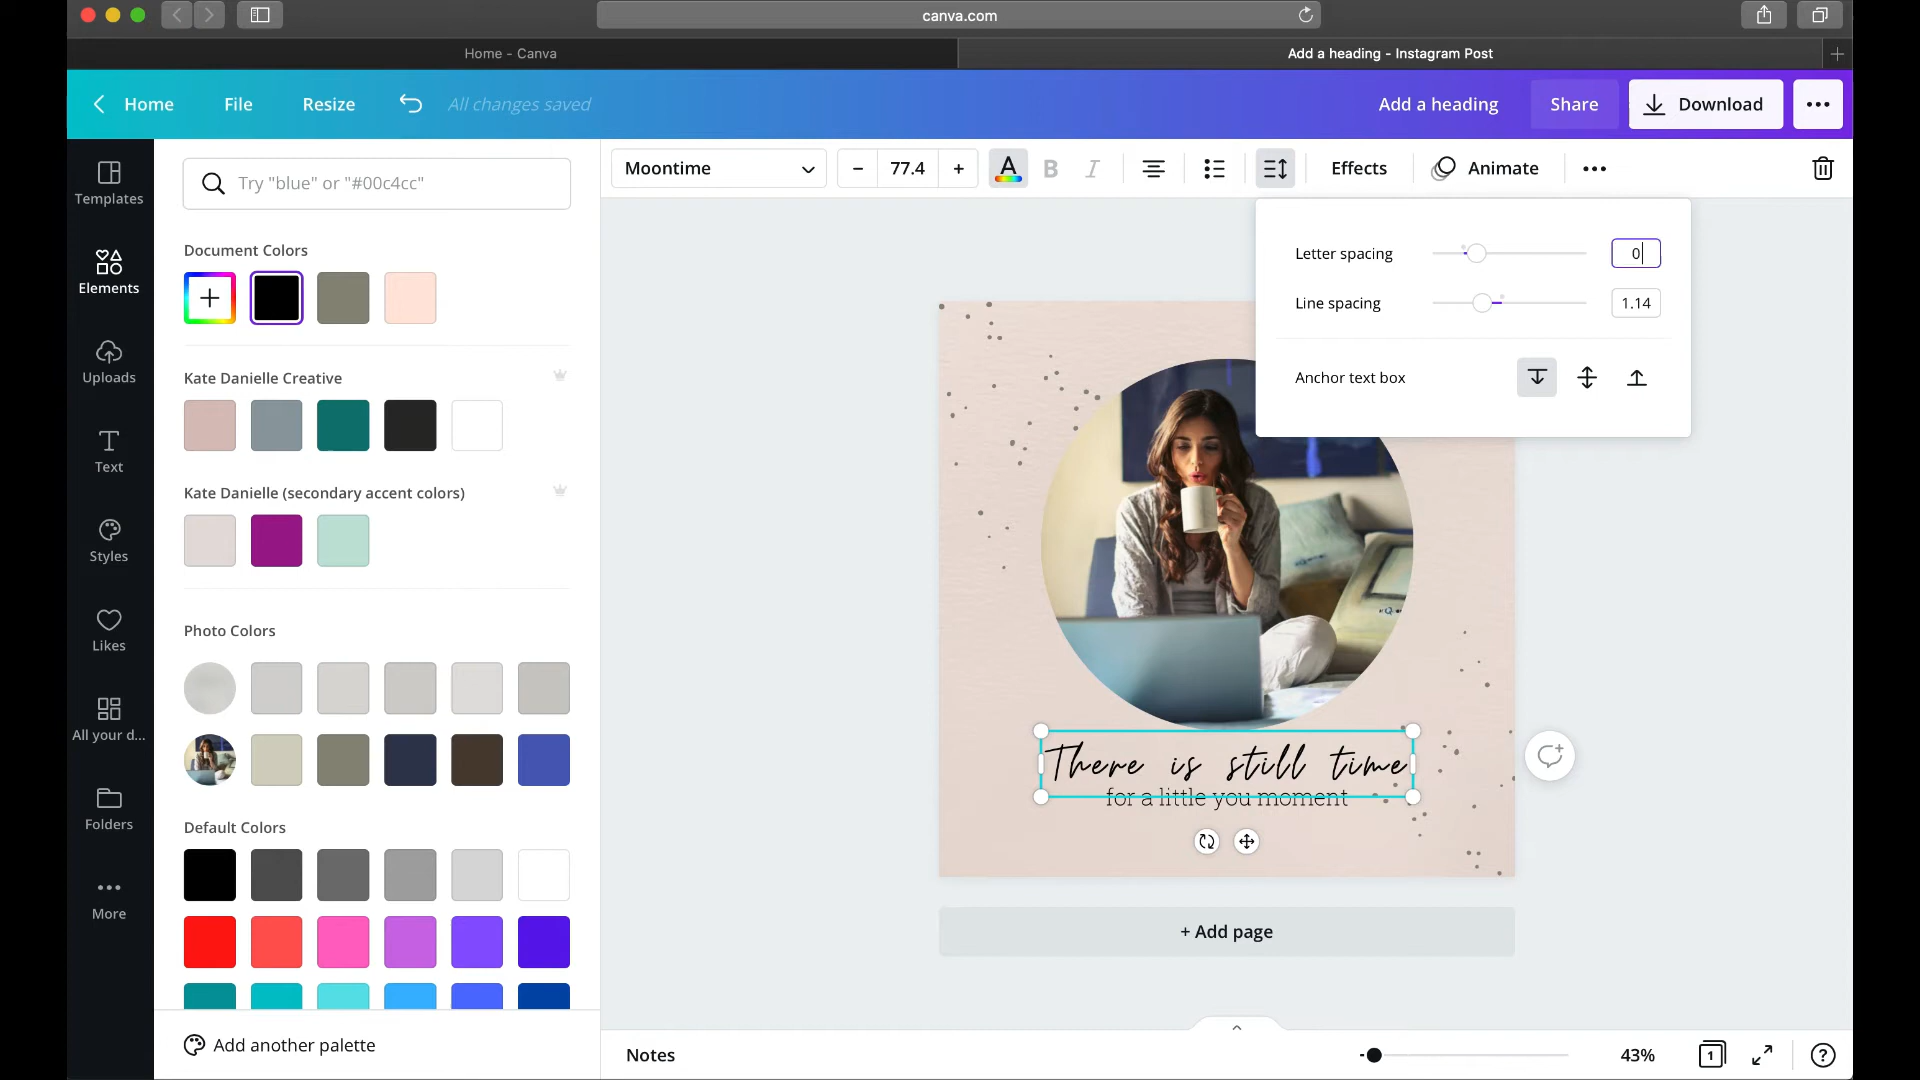 canva.com
Home - Canva
Add a heading - Instagram Post
Home
File
Resize
All changes saved
Add a heading
Share
Download
Templates
Elements
Uploads
Text
Styles
Likes
All your d...
Folders
More
Try "blue" or "#00c4cc"
Document Colors
Kate Danielle Creative
Kate Danielle (secondary accent colors)
Photo Colors
Default Colors
Add another palette
Moontime
77.4
A
B
I
Effects
Animate
Letter spacing
0
Line spacing
1.14
Anchor text box
There is still time
for a little you moment
+ Add page
Notes
43%
1
?